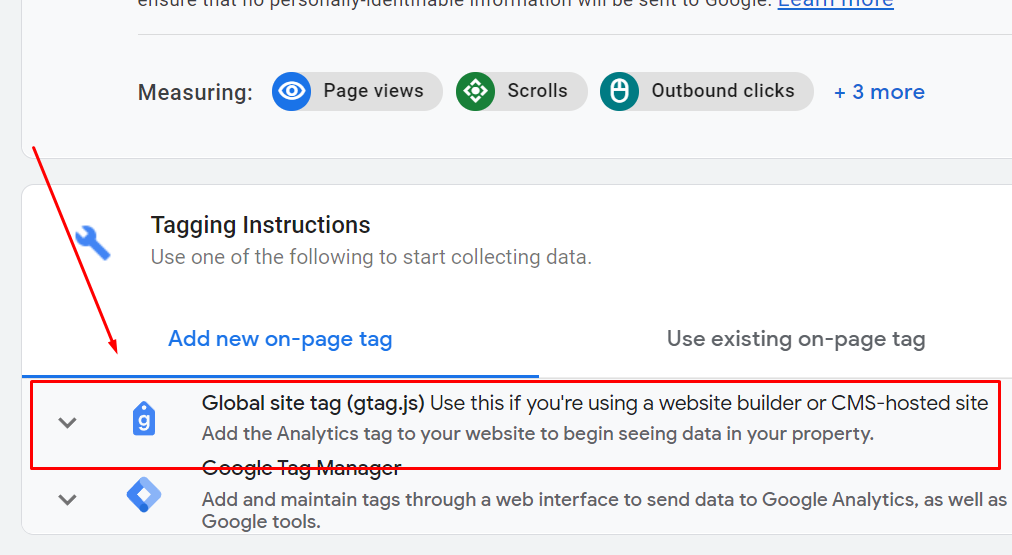 ensure that no personally-identifiable information will be sent to Google. Learn more
Measuring: Page views Scrolls Outbound clicks + 3 more
Tagging Instructions
Use one of the following to start collecting data.
Add new on-page tag Use existing on-page tag
Global site tag (gtag.js) Use this if you're using a website builder or CMS-hosted site
g
Add the Analytics tag to your website to begin seeing data in your property.
Google Tag Manager
Add and maintain tags through a web interface to send data to Google Analytics, as well as
Google tools.